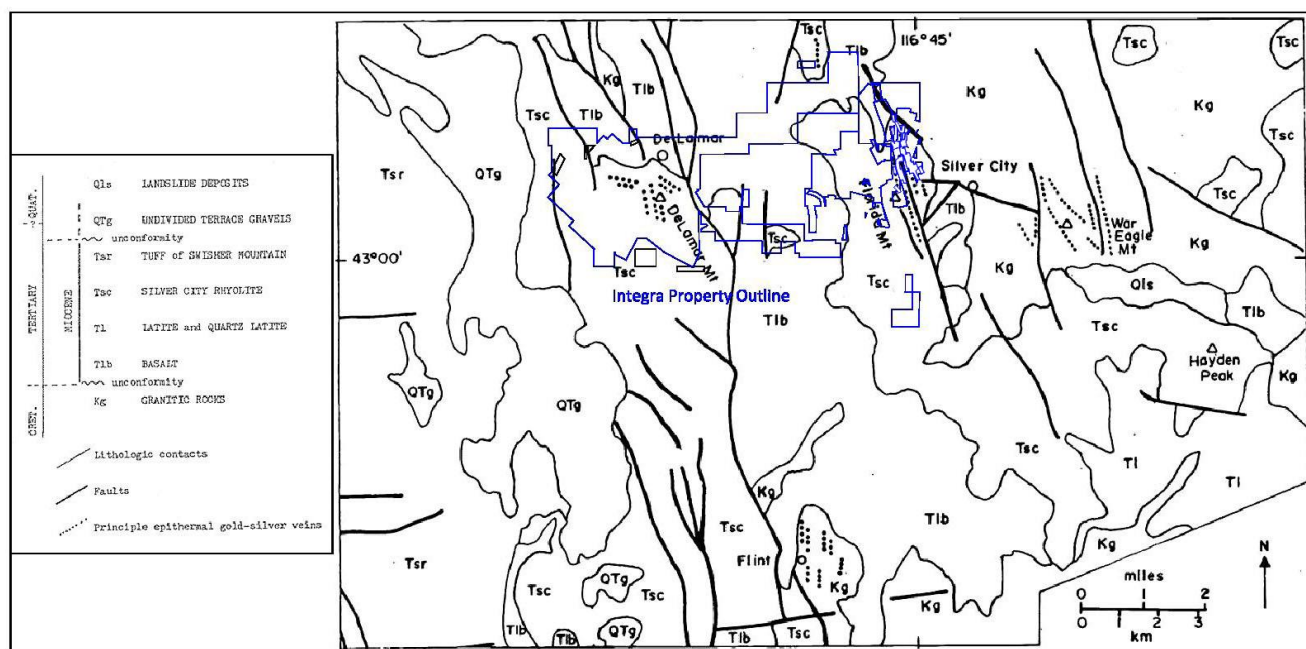 QUAT.
TERTIARY
MIOCENE
CRET.
Qls LANDSLIDE DEPOSITS
QTg UNDIVIDED TERRACE GRAVELS
unconformity
Tsr TUFF of SWISHER MOUNTAIN
Tsc SILVER CITY RHYOLITE
Tl LATITE and QUARTZ LATITE
Tlb BASALT
unconformity
Kg GRANITIC ROCKS
Lithologic contacts
Faults
Principle epithermal gold-silver veins
116° 45'
Tsc
Tlb
Tsc
Tsc
Kg
Kg
Tlb
Kg
Tsc
Tlb
Kg
Tsc
De Lamar
Tsr
QTg
Silver City
Tsc
Florida Mt
Tlb
DeLamar Mt
War
Eagle
Mt
Kg
Tsc
43°00'
Tsc
Kg
Qls
Tsc
Integra Property Outline
Tlb
Tsc
Tlb
Hayden
Peak
Kg
QTg
QTg
Tsc
Tl
Tl
Kg
Tsc
Tlb
Kg
Tsr
Flint
Tsc
QTg
Tsc
Kg
Kg
Tlb
Tlb
QTg
Tlb
Tsc
miles
0 1 2
0 1 2 3
km
N